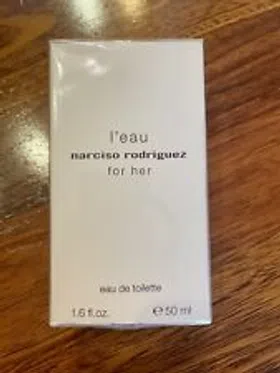 l'eau
narciso rodriguez
for her
eau de toilette
1.6 fl.oz. ℮50 ml